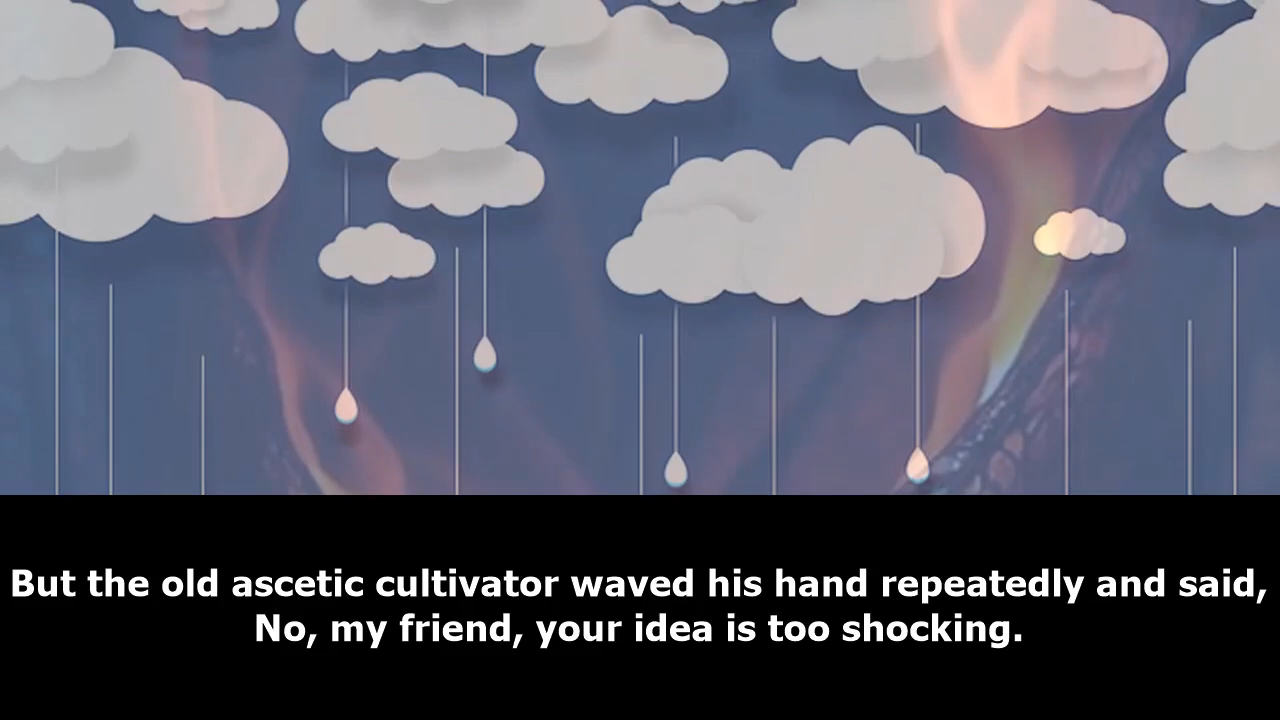 But the old ascetic cultivator waved his hand repeatedly and said,
No, my friend, your idea is too shocking.